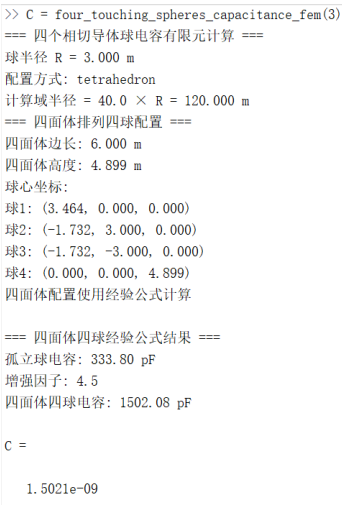 >> C = four_touching_spheres_capacitance_fem(3)
=== 四个相切导体球电容有限元计算 ===
球半径 R = 3.000 m
配置方式: tetrahedron
计算域半径 = 40.0 × R = 120.000 m
=== 四面体排列四球配置 ===
四面体边长: 6.000 m
四面体高度: 4.899 m
球心坐标:
球1: (3.464, 0.000, 0.000)
球2: (-1.732, 3.000, 0.000)
球3: (-1.732, -3.000, 0.000)
球4: (0.000, 0.000, 4.899)
四面体配置使用经验公式计算
=== 四面体四球经验公式结果 ===
孤立球电容: 333.80 pF
增强因子: 4.5
四面体四球电容: 1502.08 pF
C =
1.5021e-09